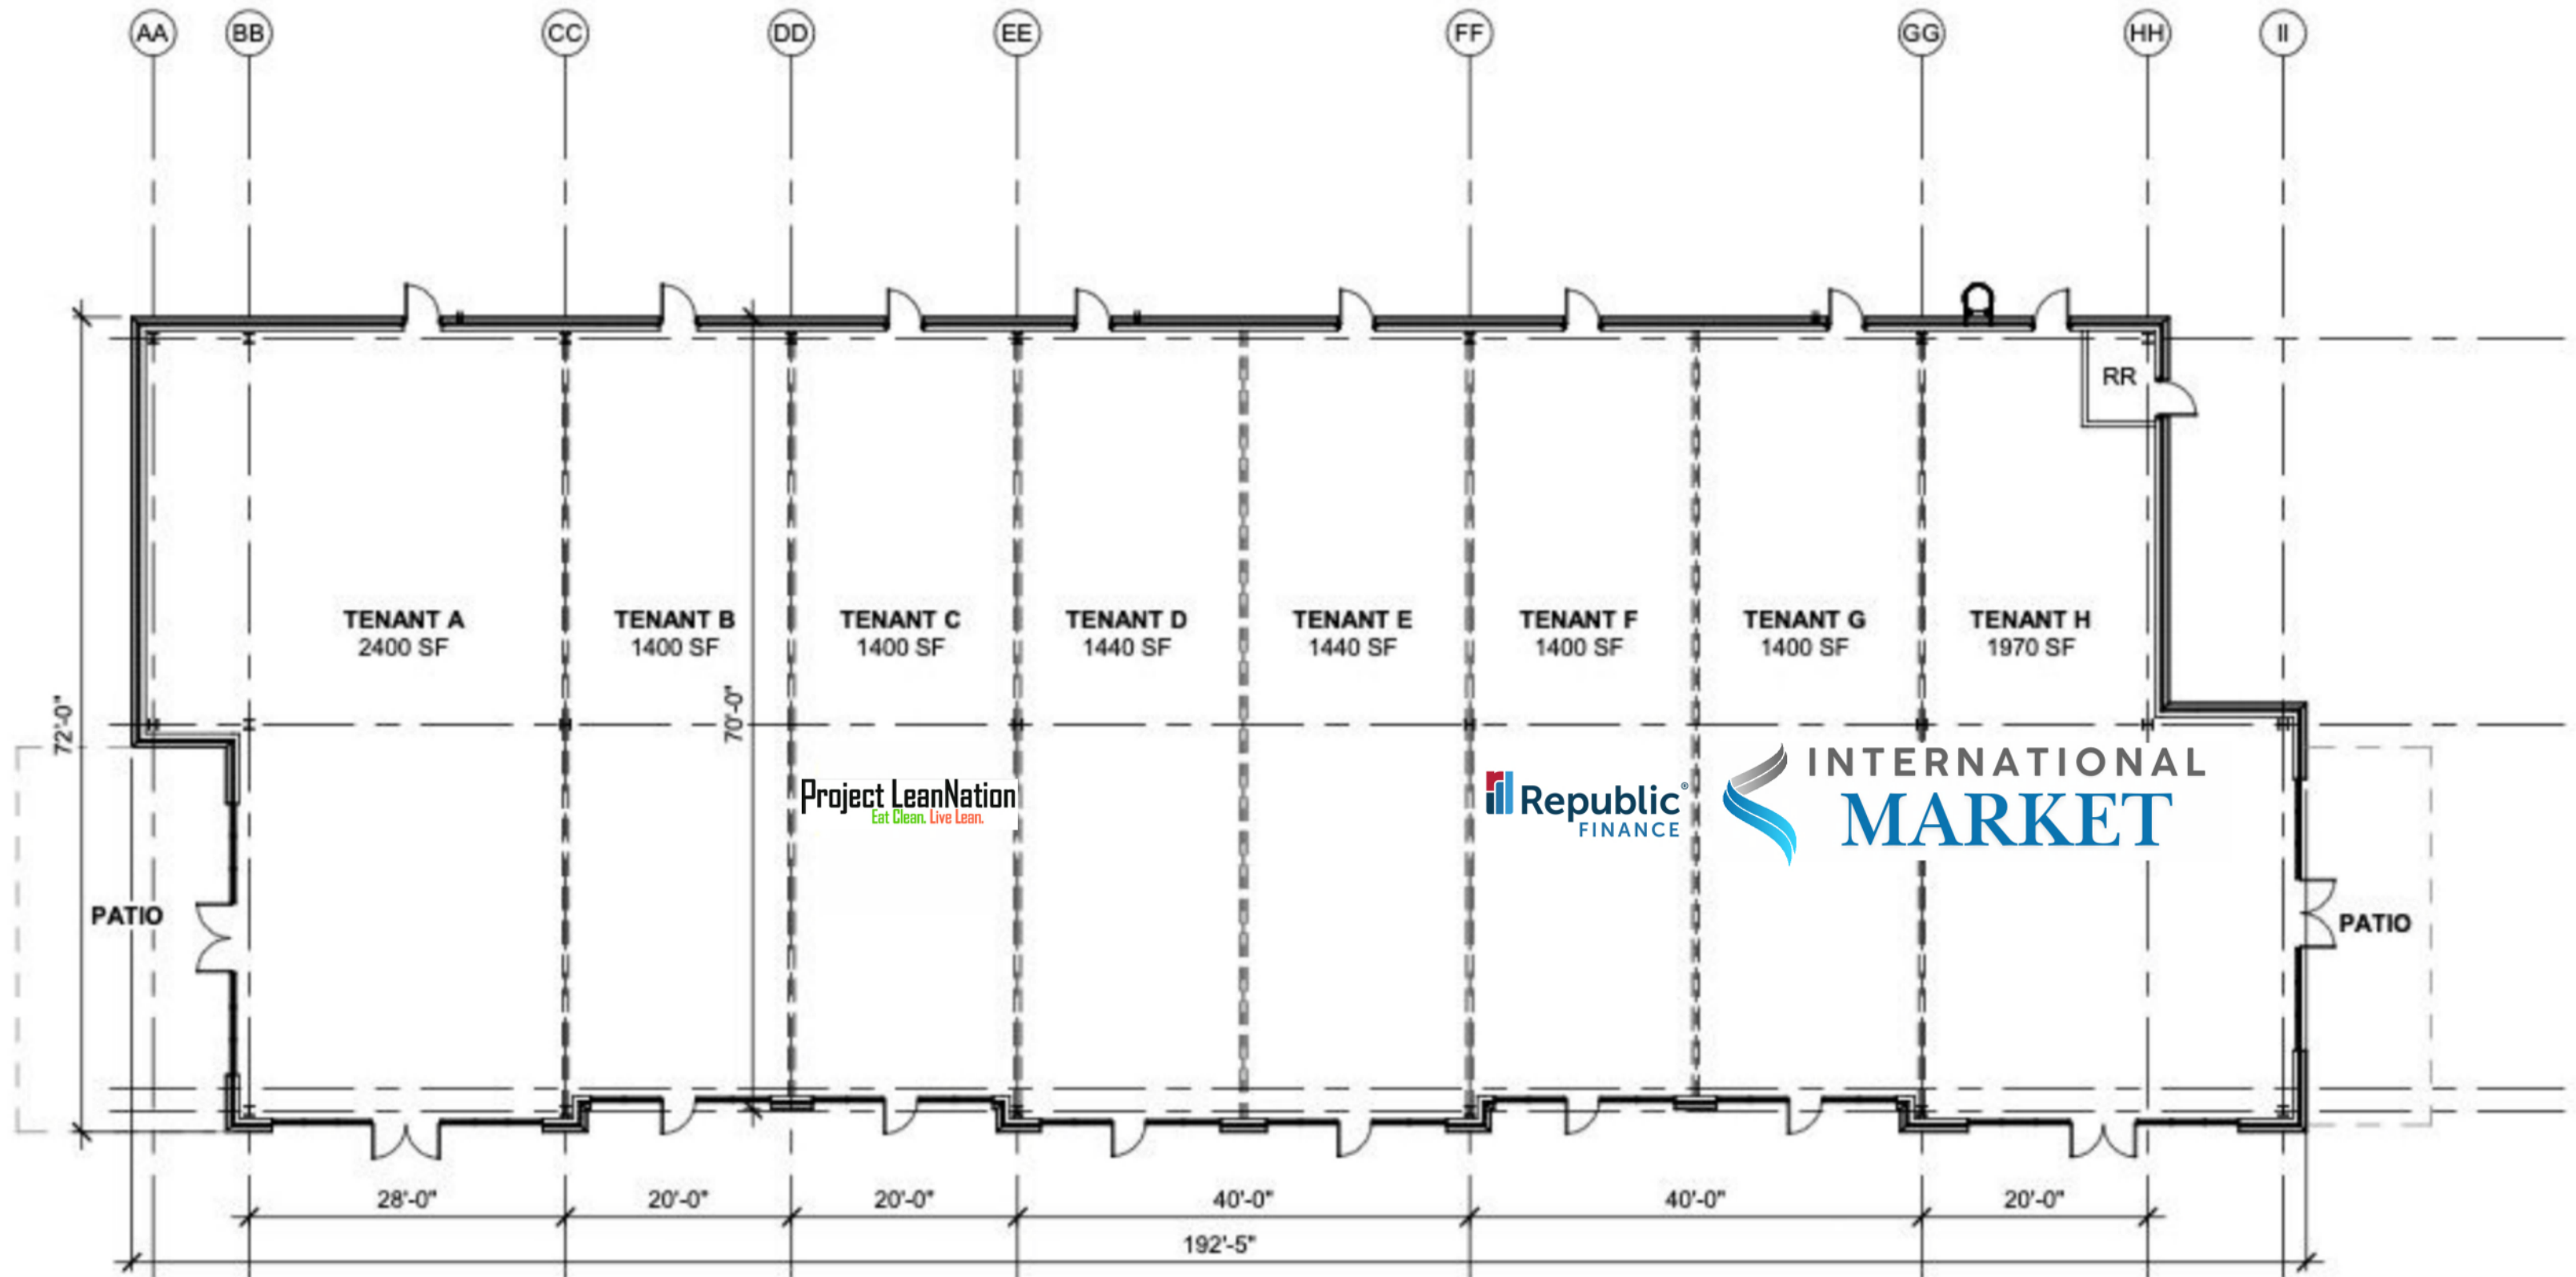 AA
BB
CC
DD
EE
FF
GG
HH
II
RR
TENANT A
2400 SF
TENANT B
1400 SF
TENANT C
1400 SF
TENANT D
1440 SF
TENANT E
1440 SF
TENANT F
1400 SF
TENANT G
1400 SF
TENANT H
1970 SF
72'-0"
70'-0"
Project LeanNation
Eat Clean. Live Lean.
Republic®
FINANCE
INTERNATIONAL
MARKET
PATIO
PATIO
28'-0"
20'-0"
20'-0"
40'-0"
40'-0"
20'-0"
192'-5"